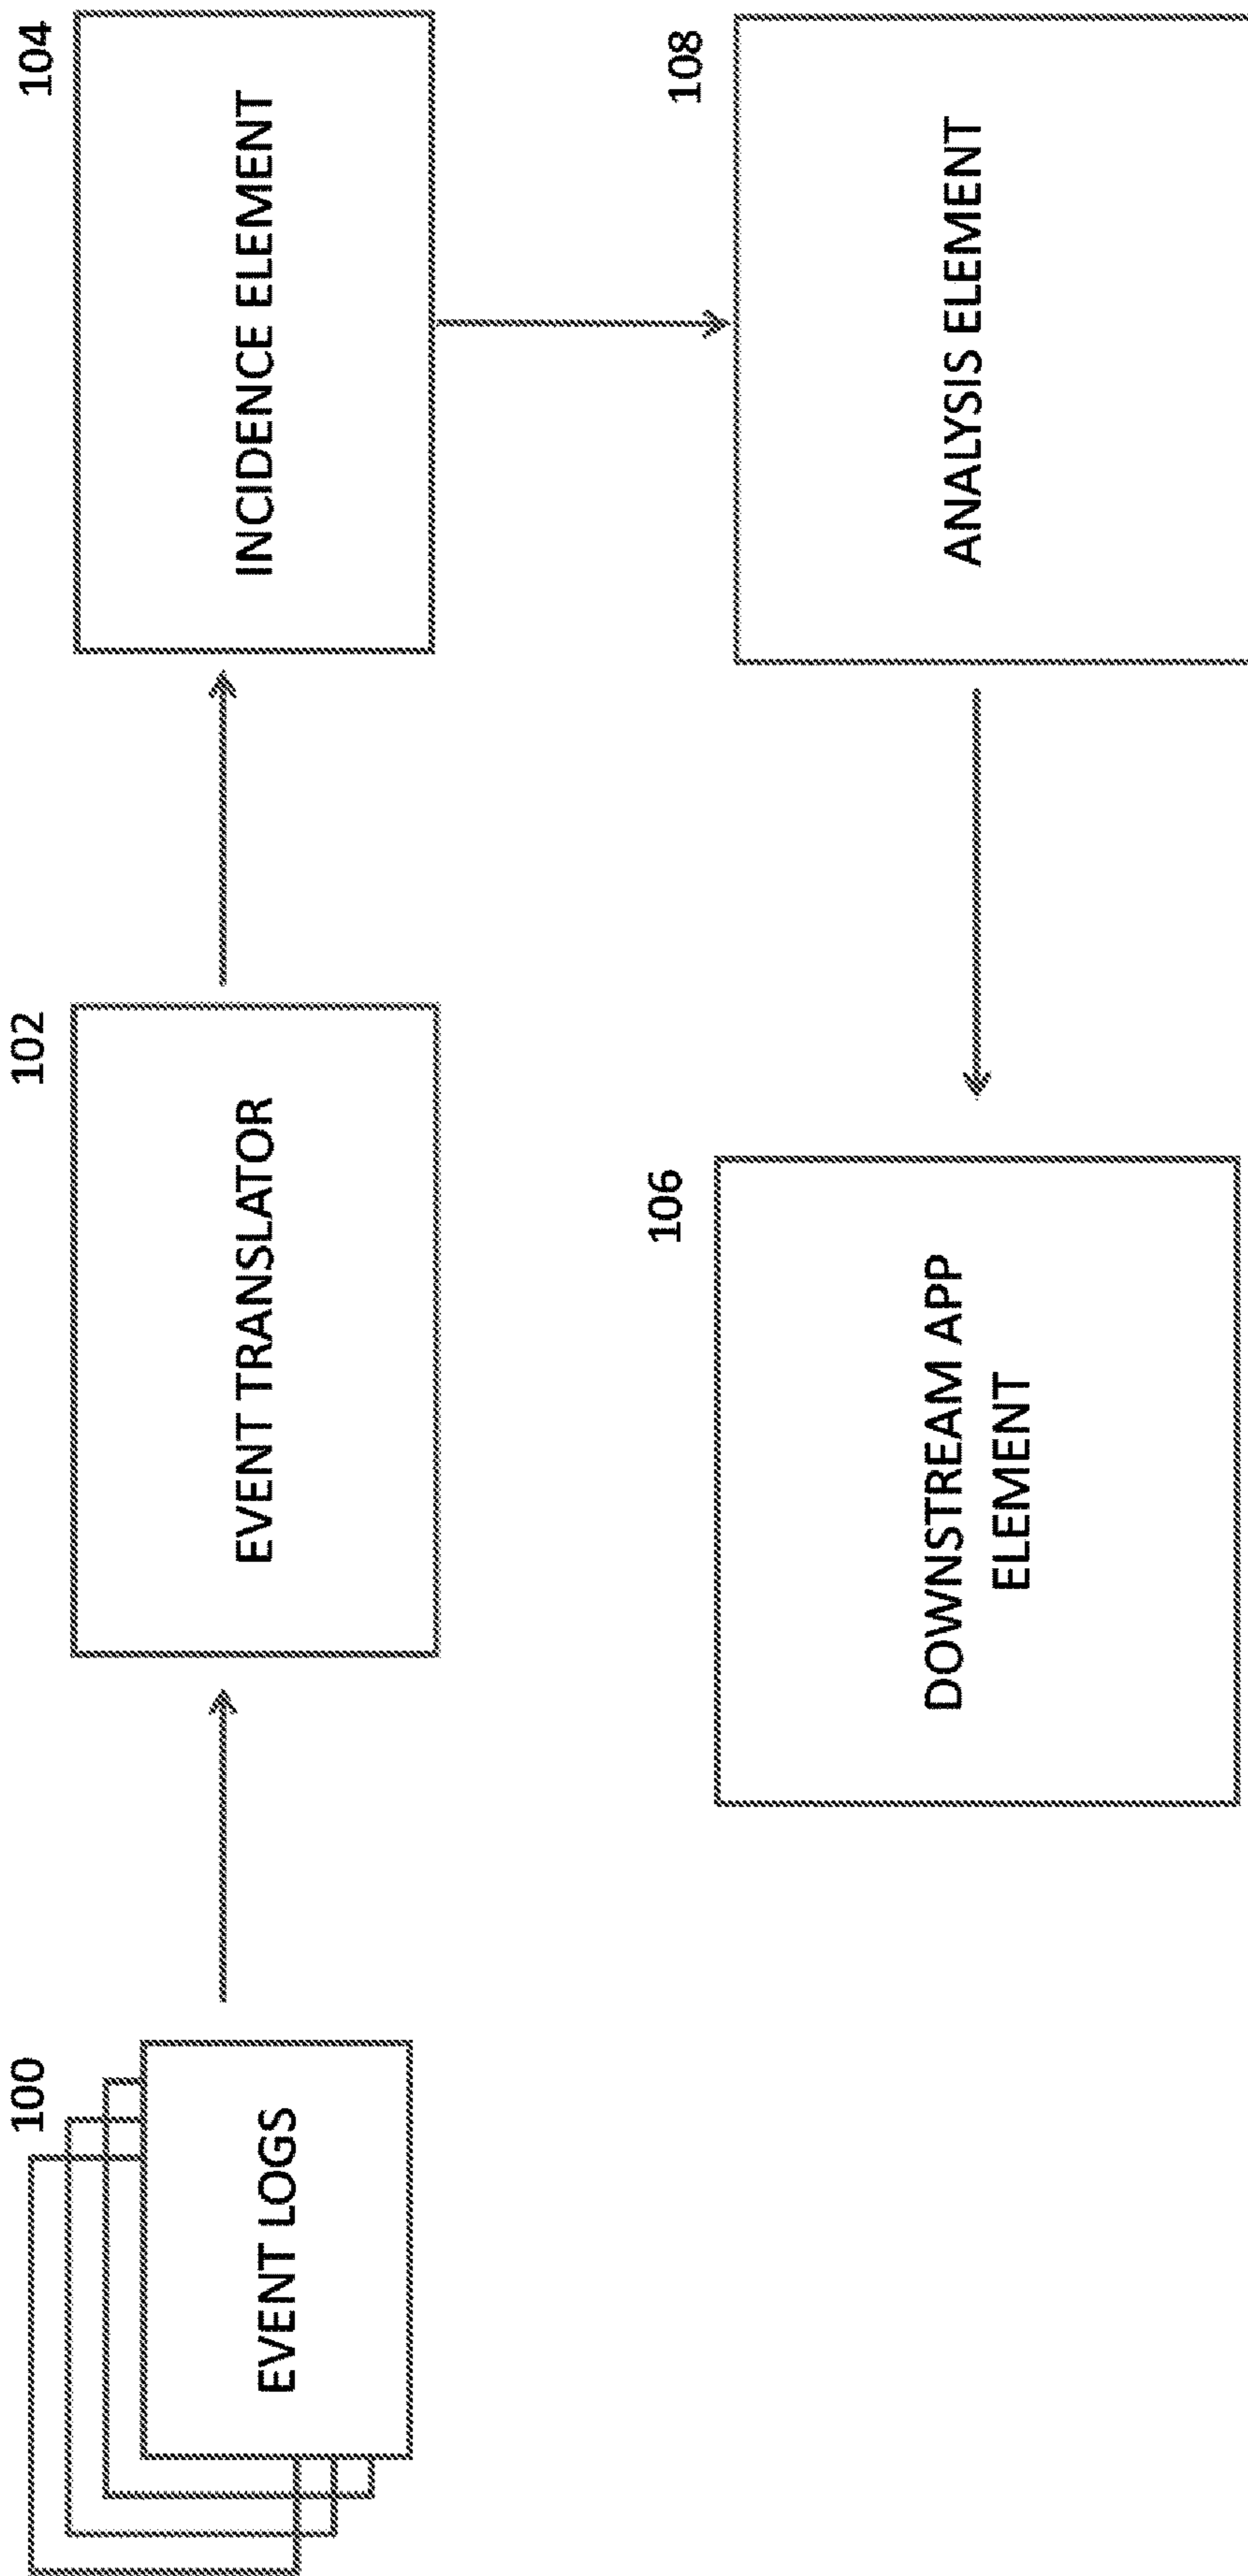 100
EVENT LOGS
102
EVENT TRANSLATOR
104
INCIDENCE ELEMENT
106
DOWNSTREAM APP
ELEMENT
108
ANALYSIS ELEMENT